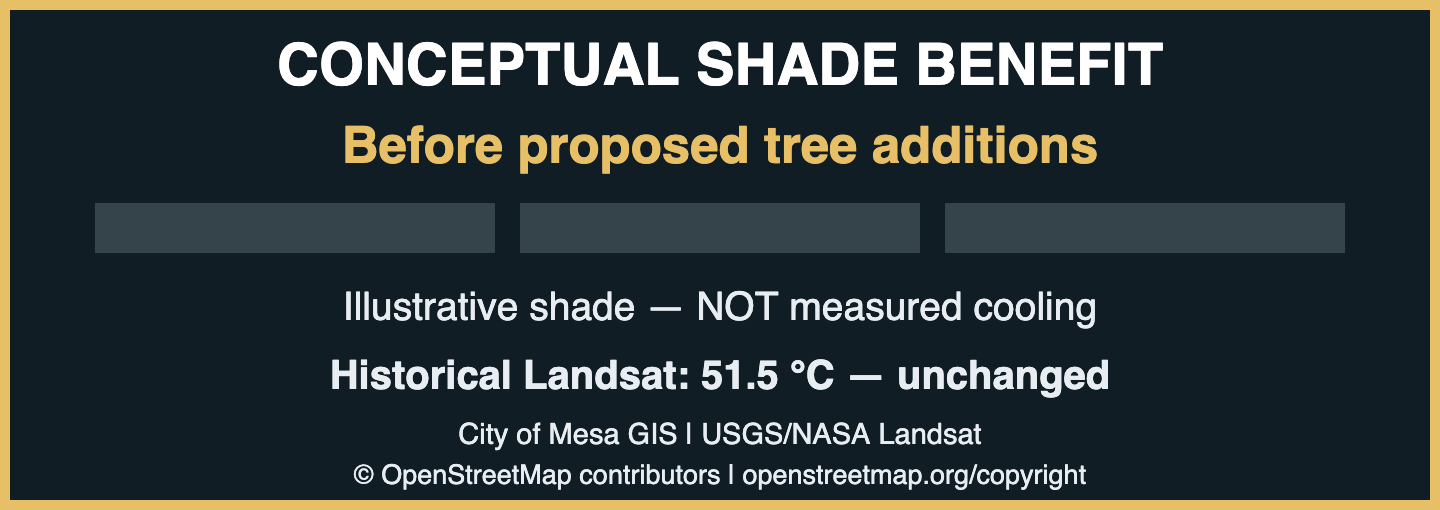 CONCEPTUAL SHADE BENEFIT
Before proposed tree additions
Illustrative shade — NOT measured cooling
Historical Landsat: 51.5 °C — unchanged
City of Mesa GIS | USGS/NASA Landsat
© OpenStreetMap contributors | openstreetmap.org/copyright